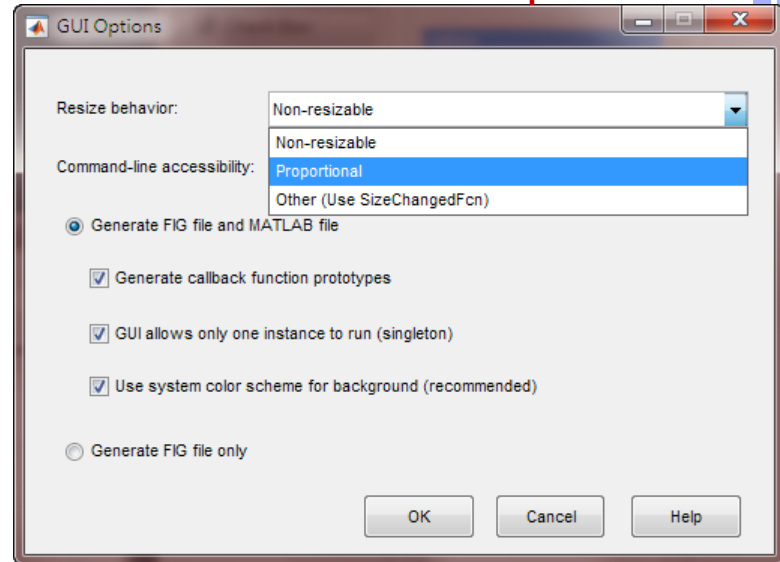 GUI Options
Resize behavior:
Non-resizable
Non-resizable
Command-line accessibility:
Proportional
Other (Use SizeChangedFcn)
Generate FIG file and MATLAB file
Generate callback function prototypes
GUI allows only one instance to run (singleton)
Use system color scheme for background (recommended)
Generate FIG file only
OK
Cancel
Help